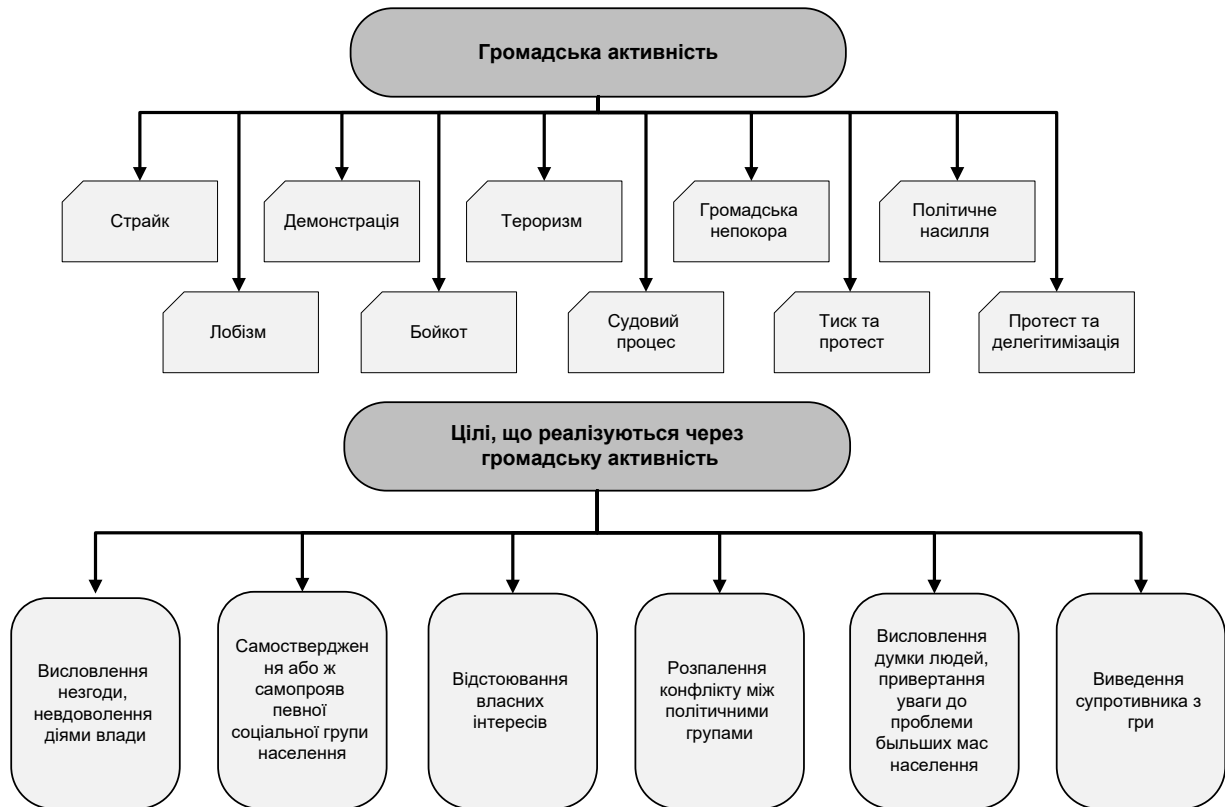 Громадська активність
Страйк
Демонстрація
Тероризм
Громадська
непокора
Політичне
насилля
Лобізм
Бойкот
Судовий
процес
Тиск та
протест
Протест та
делегітимізація
Цілі, що реалізуються через
громадську активність
Висловлення
незгоди,
невдоволення
діями влади
Самостверджен
ня або ж
самопрояв
певної
соціальної групи
населення
Відстоювання
власних
інтересів
Розпалення
конфлікту між
політичними
групами
Висловлення
думки людей,
привертання
уваги до
проблеми
быльших мас
населення
Виведення
супротивника з
гри